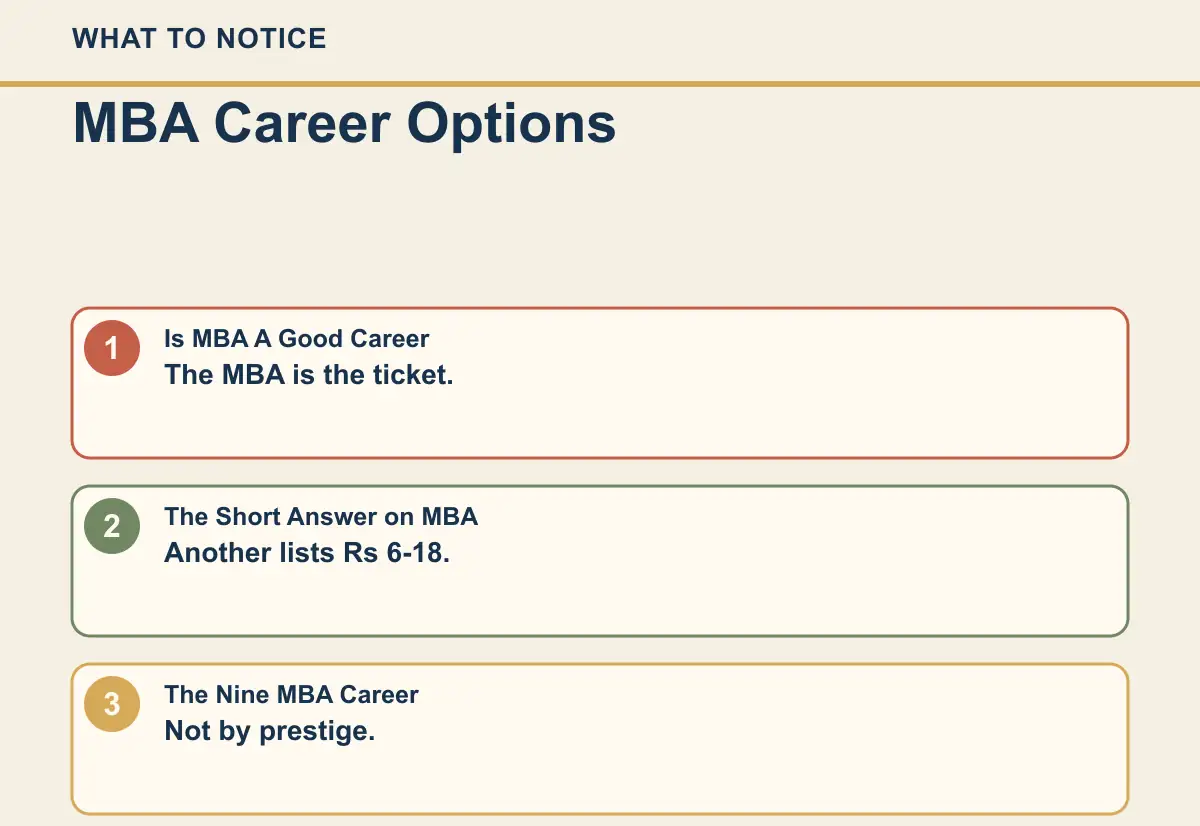 WHAT TO NOTICE
MBA Career Options
1
Is MBA A Good Career
The MBA is the ticket.
2
The Short Answer on MBA
Another lists Rs 6-18.
3
The Nine MBA Career
Not by prestige.